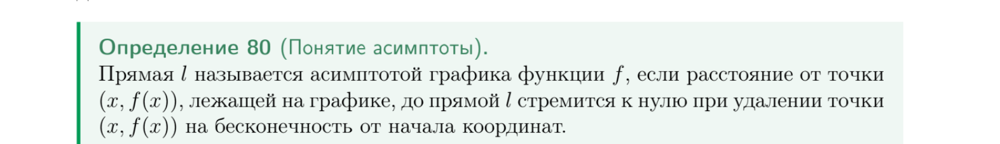 Определение 80 (Понятие асимптоты).
Прямая l называется асимптотой графика функции f, если расстояние от точки
(x, f(x)), лежащей на графике, до прямой l стремится к нулю при удалении точки
(x, f(x)) на бесконечность от начала координат.